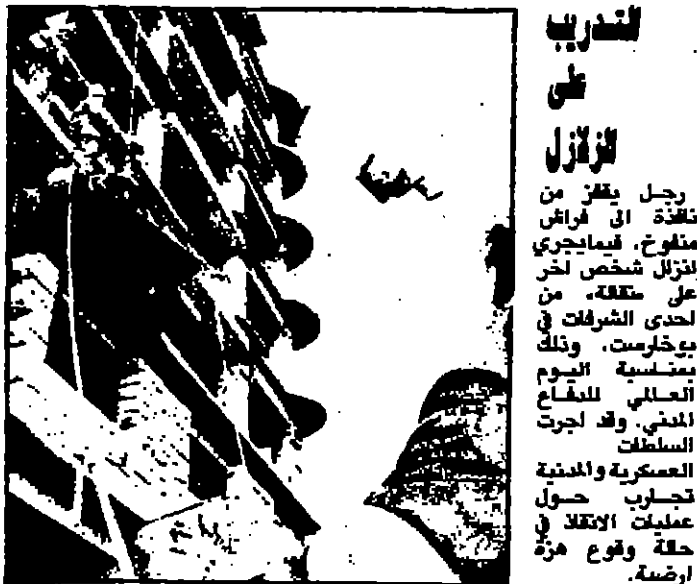 التدريب
على
الزلازل
رجل يقفز من
نافذة الى فراش
منفوخ، فيما يجري
انزال شخص اخر
على نقالة، من
احدى الشرفات في
بوخارست، وذلك
بمناسبة اليوم
العالمي للدفاع
المدني. وقد اجرت
السلطات
العسكرية والمدنية
تجارب حول
عمليات الانقاذ في
حالة وقوع هزة
ارضية.